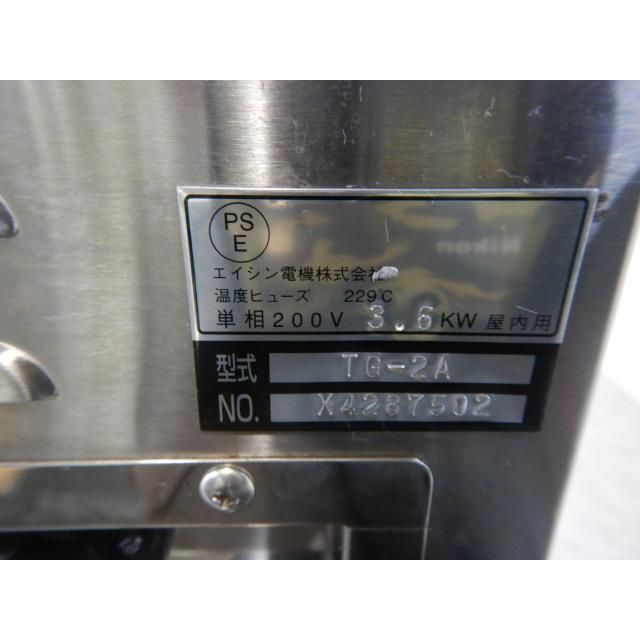 PS
E
エイシン電機株式会社
温度ヒューズ 229℃
単相200V 3.6KW 屋内用
型式 TG-2A
NO. X4287502
Nikon